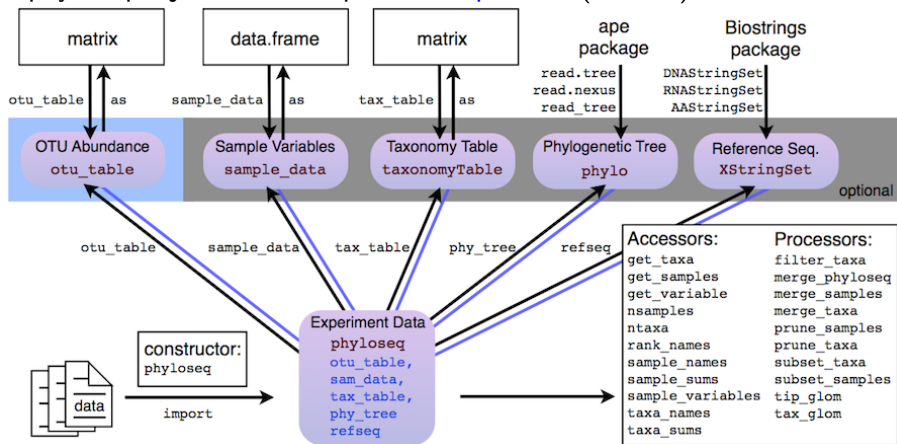 matrix
data.frame
matrix
ape
package
Biostrings
package
otu_table
as
sample_data
as
tax_table
as
read.tree
read.nexus
read_tree
DNAStringSet
RNAStringSet
AAStringSet
OTU Abundance
otu_table
Sample Variables
sample_data
Taxonomy Table
taxonomyTable
Phylogenetic Tree
phylo
Reference Seq.
XStringSet
optional
otu_table
sample_data
tax_table
phy_tree
refseq
Experiment Data
phyloseq
otu_table,
sam_data,
tax_table,
phy_tree
refseq
constructor:
phyloseq
data
import
Accessors:
get_taxa
get_samples
get_variable
nsamples
ntaxa
rank_names
sample_names
sample_sums
sample_variables
taxa_names
taxa_sums
Processors:
filter_taxa
merge_phyloseq
merge_samples
merge_taxa
prune_samples
prune_taxa
subset_taxa
subset_samples
tip_glom
tax_glom